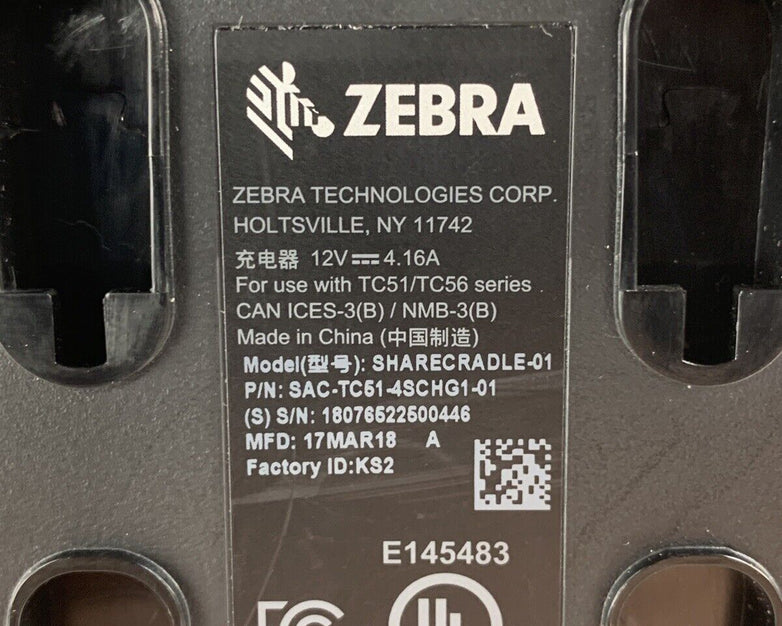 ZEBRA
ZEBRA TECHNOLOGIES CORP.
HOLTSVILLE, NY 11742
充电器 12V⎓4.16A
For use with TC51/TC56 series
CAN ICES-3(B) / NMB-3(B)
Made in China (中国制造)
Model(型号): SHARECRADLE-01
P/N: SAC-TC51-4SCHG1-01
(S) S/N: 18076522500446
MFD: 17MAR18 A
Factory ID:KS2
E145483
FC UL